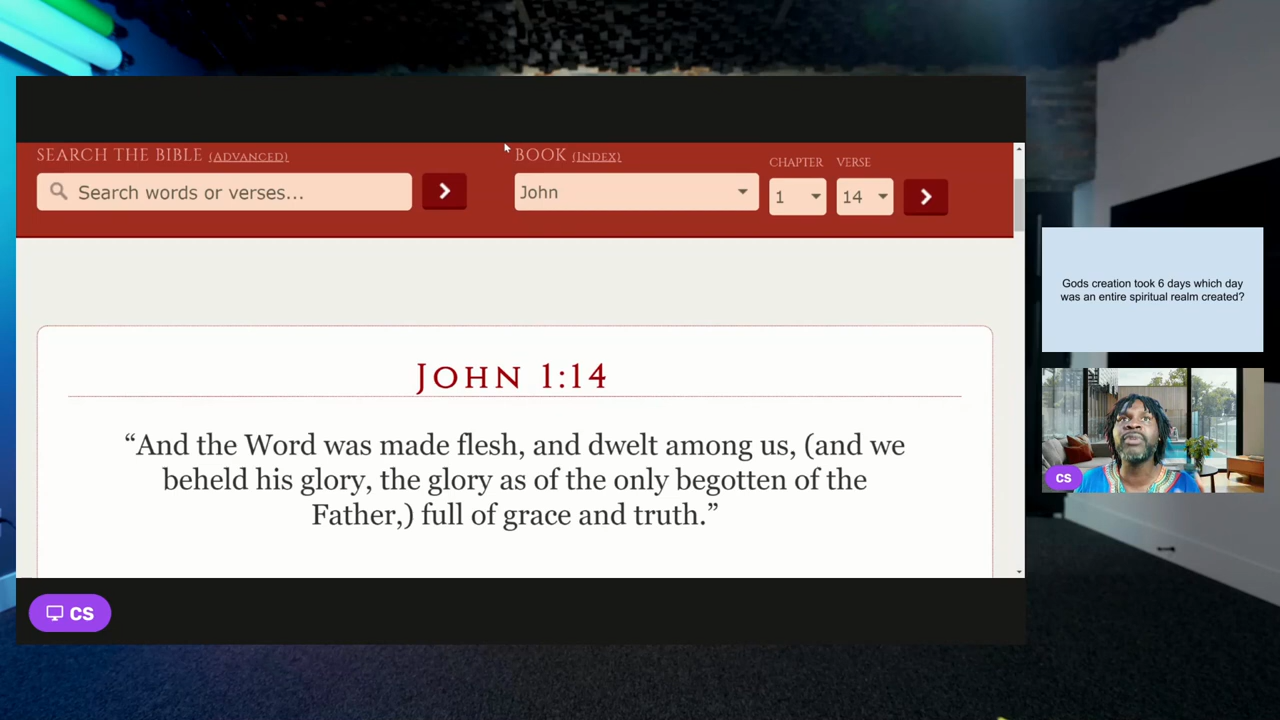 SEARCH THE BIBLE (ADVANCED)
Search words or verses...
BOOK (INDEX)
John
CHAPTER VERSE
1 14
JOHN 1:14
“And the Word was made flesh, and dwelt among us, (and we
beheld his glory, the glory as of the only begotten of the
Father,) full of grace and truth.”
CS
Gods creation took 6 days which day
was an entire spiritual realm created?
CS